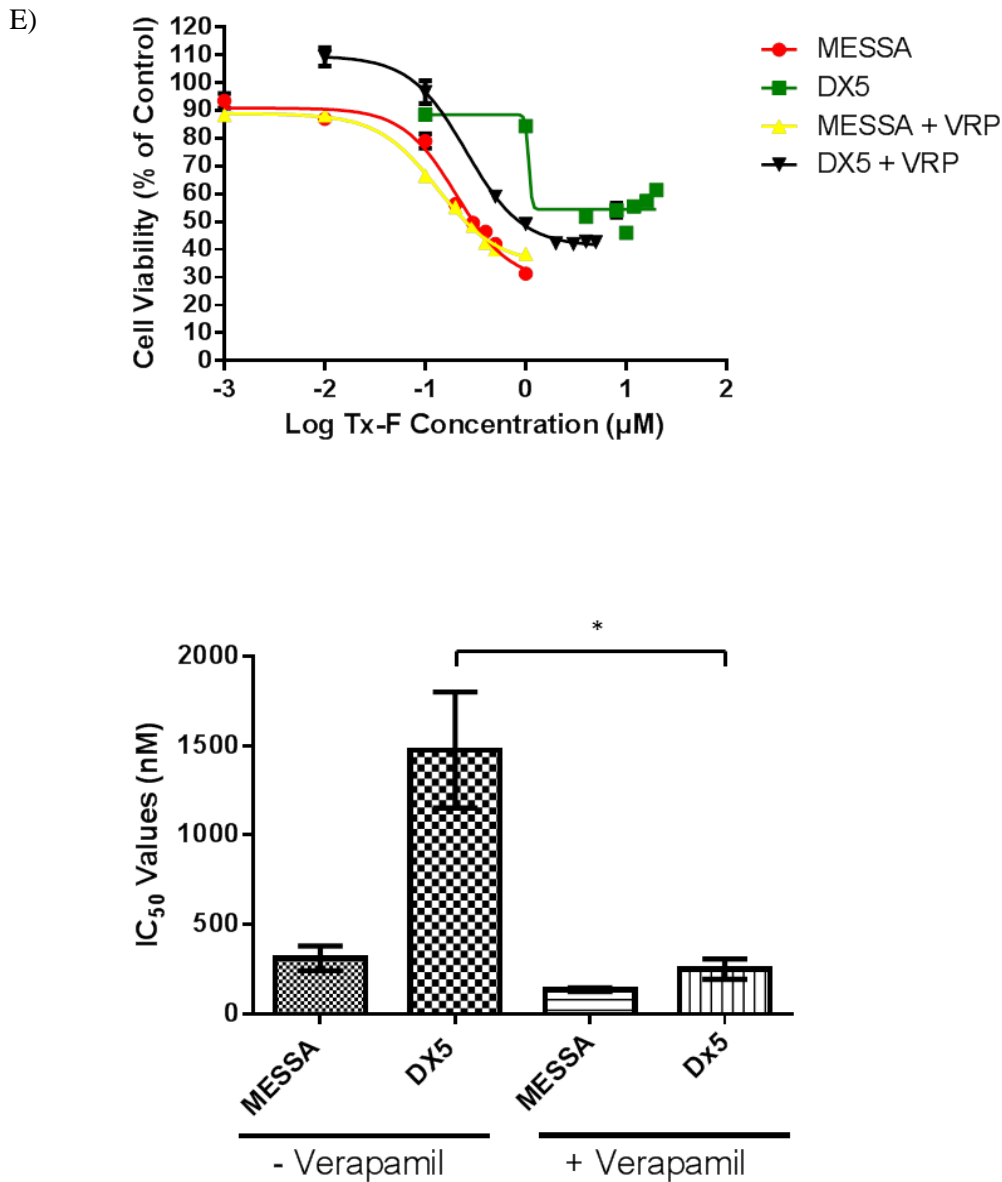 E)
120
110
100
90
80
70
60
50
40
30
20
10
0
-3 -2 -1 0 1 2
Cell Viability (% of Control)
Log Tx-F Concentration (µM)
MESSA
DX5
MESSA + VRP
DX5 + VRP
*
2000
1500
1000
500
0
IC50 Values (nM)
MESSA DX5 MESSA Dx5
- Verapamil + Verapamil